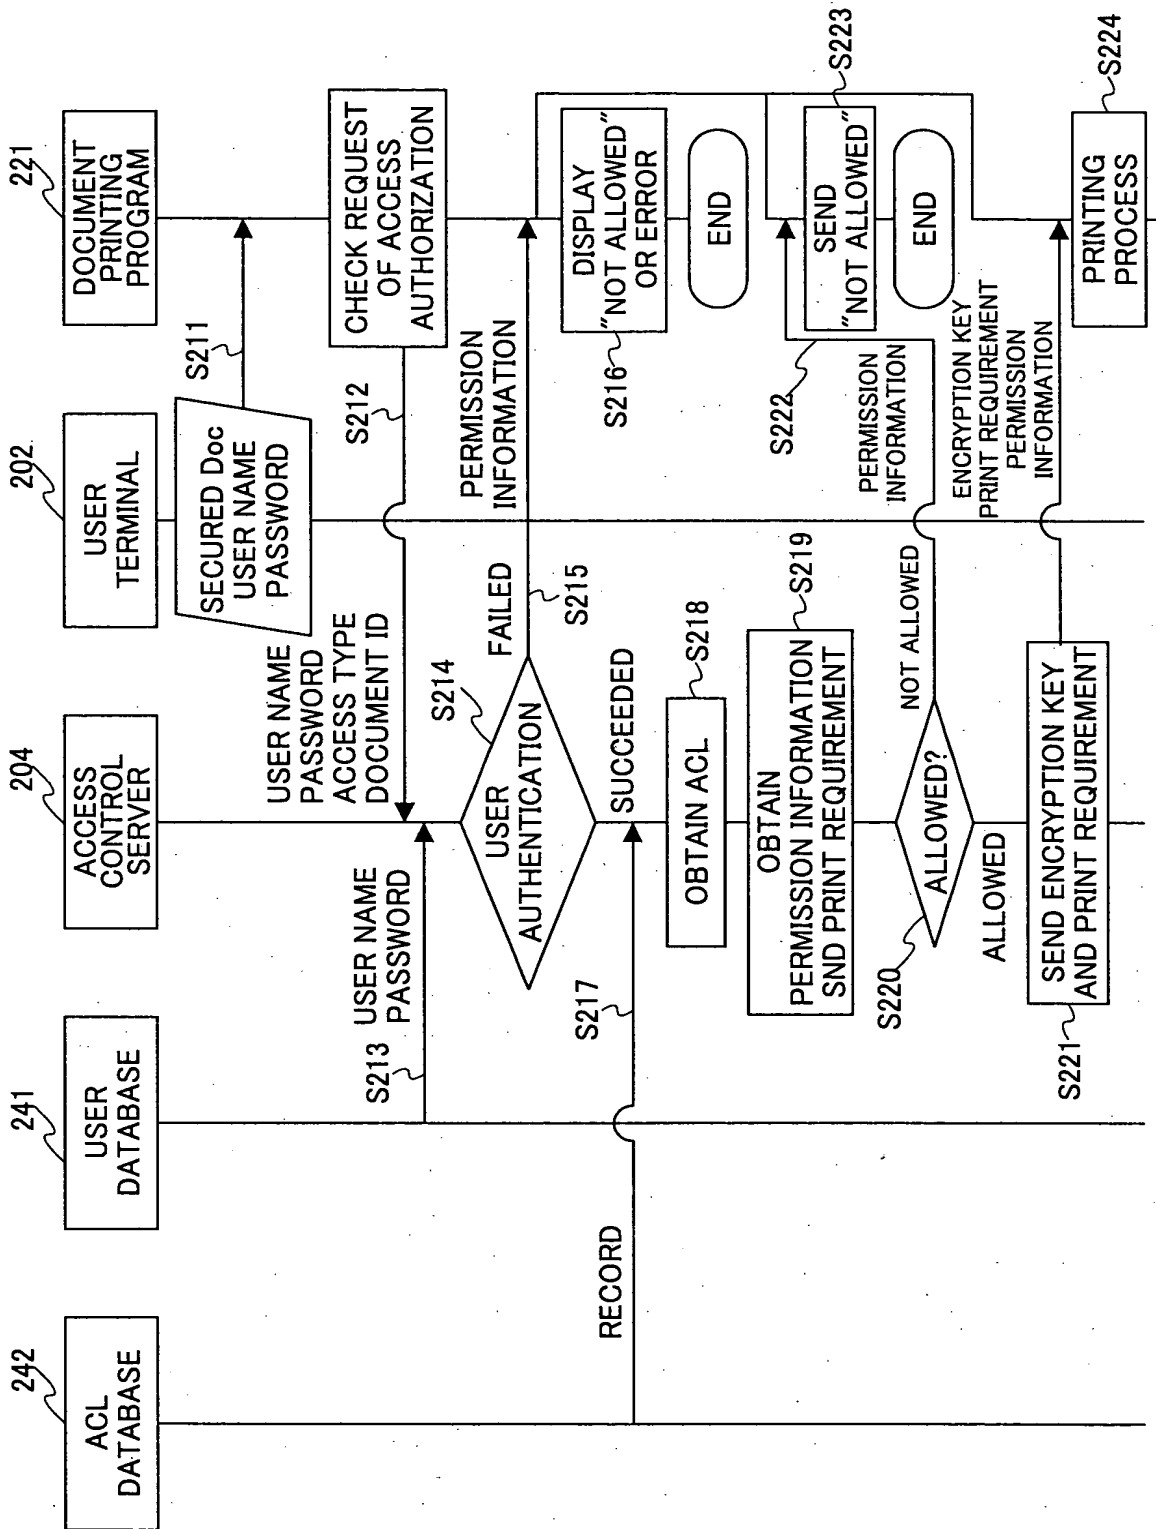 242
ACL
DATABASE
241
USER
DATABASE
204
ACCESS
CONTROL
SERVER
202
USER
TERMINAL
221
DOCUMENT
PRINTING
PROGRAM
SECURED Doc
USER NAME
PASSWORD
S211
CHECK REQUEST
OF ACCESS
AUTHORIZATION
S212
USER NAME
PASSWORD
ACCESS TYPE
DOCUMENT ID
USER NAME
PASSWORD
S213
USER
AUTHENTICATION
S214
FAILED
S215
PERMISSION
INFORMATION
DISPLAY
"NOT ALLOWED"
OR ERROR
S216
END
SUCCEEDED
RECORD
S217
OBTAIN ACL
S218
OBTAIN
PERMISSION INFORMATION
SND PRINT REQUIREMENT
S219
ALLOWED?
S220
NOT ALLOWED
PERMISSION
INFORMATION
S222
SEND
"NOT ALLOWED"
S223
END
ALLOWED
SEND ENCRYPTION KEY
AND PRINT REQUIREMENT
S221
ENCRYPTION KEY
PRINT REQUIREMENT
PERMISSION
INFORMATION
PRINTING
PROCESS
S224